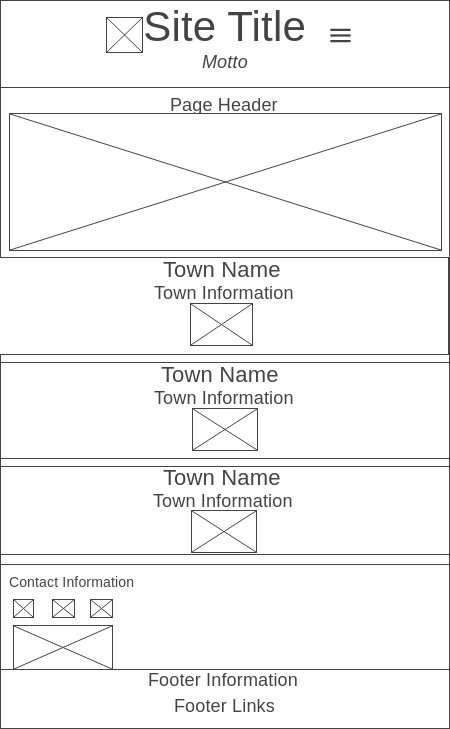 Site Title
Motto
Page Header
Town Name
Town Information
Town Name
Town Information
Town Name
Town Information
Contact Information
Footer Information
Footer Links